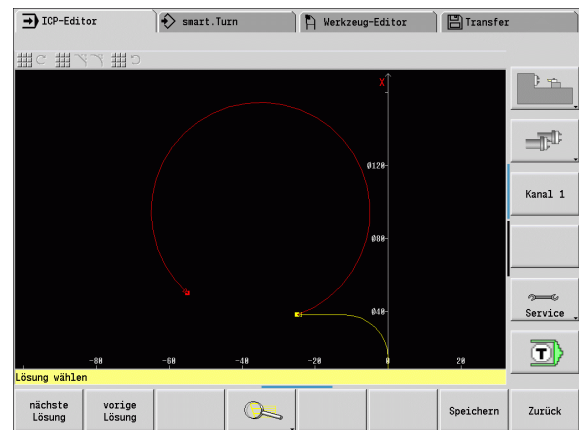 ICP-Editor smart.Turn Werkzeug-Editor Transfer
X
Ø120
Ø80
Ø40
-80 -60 -40 -20 0 20
Lösung wählen
Kanal 1
Service
T
nächste Lösung
vorige Lösung
Speichern
Zurück